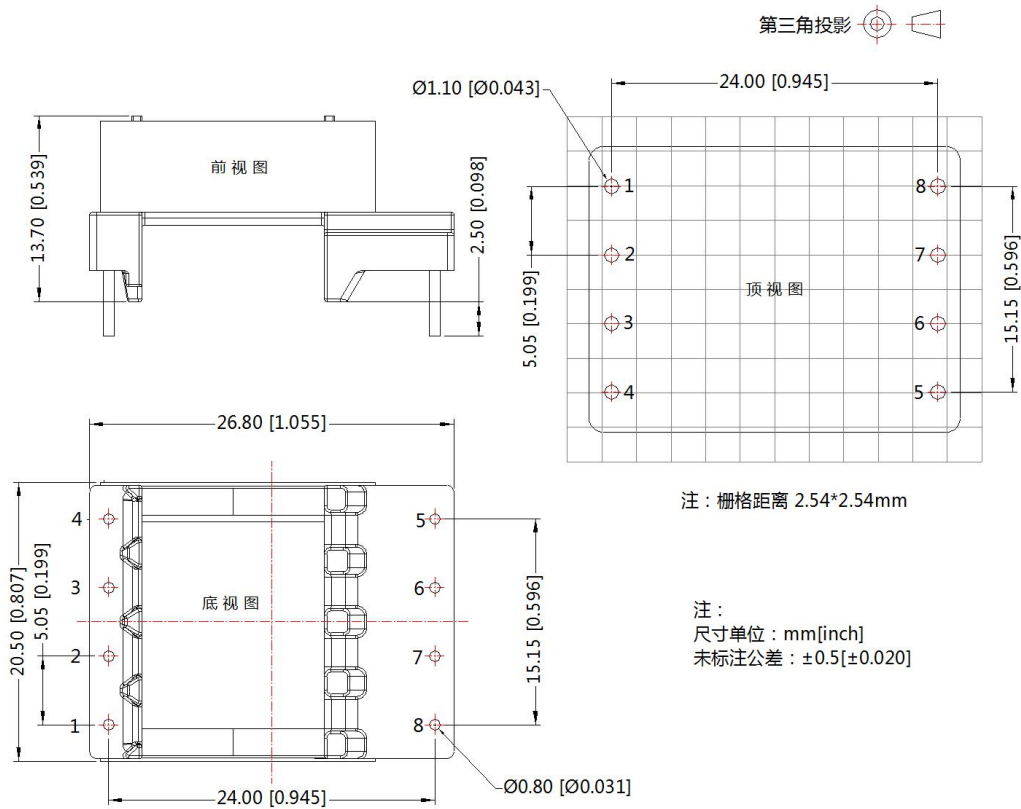 第三角投影
Ø1.10 [Ø0.043]
24.00 [0.945]
前视图
13.70 [0.539]
2.50 [0.098]
1
2
3
4
8
7
6
5
5.05 [0.199]
顶视图
15.15 [0.596]
注：栅格距离 2.54*2.54mm
26.80 [1.055]
4
3
2
1
5
6
7
8
20.50 [0.807]
5.05 [0.199]
底视图
15.15 [0.596]
Ø0.80 [Ø0.031]
24.00 [0.945]
注：
尺寸单位：mm[inch]
未标注公差：±0.5[±0.020]